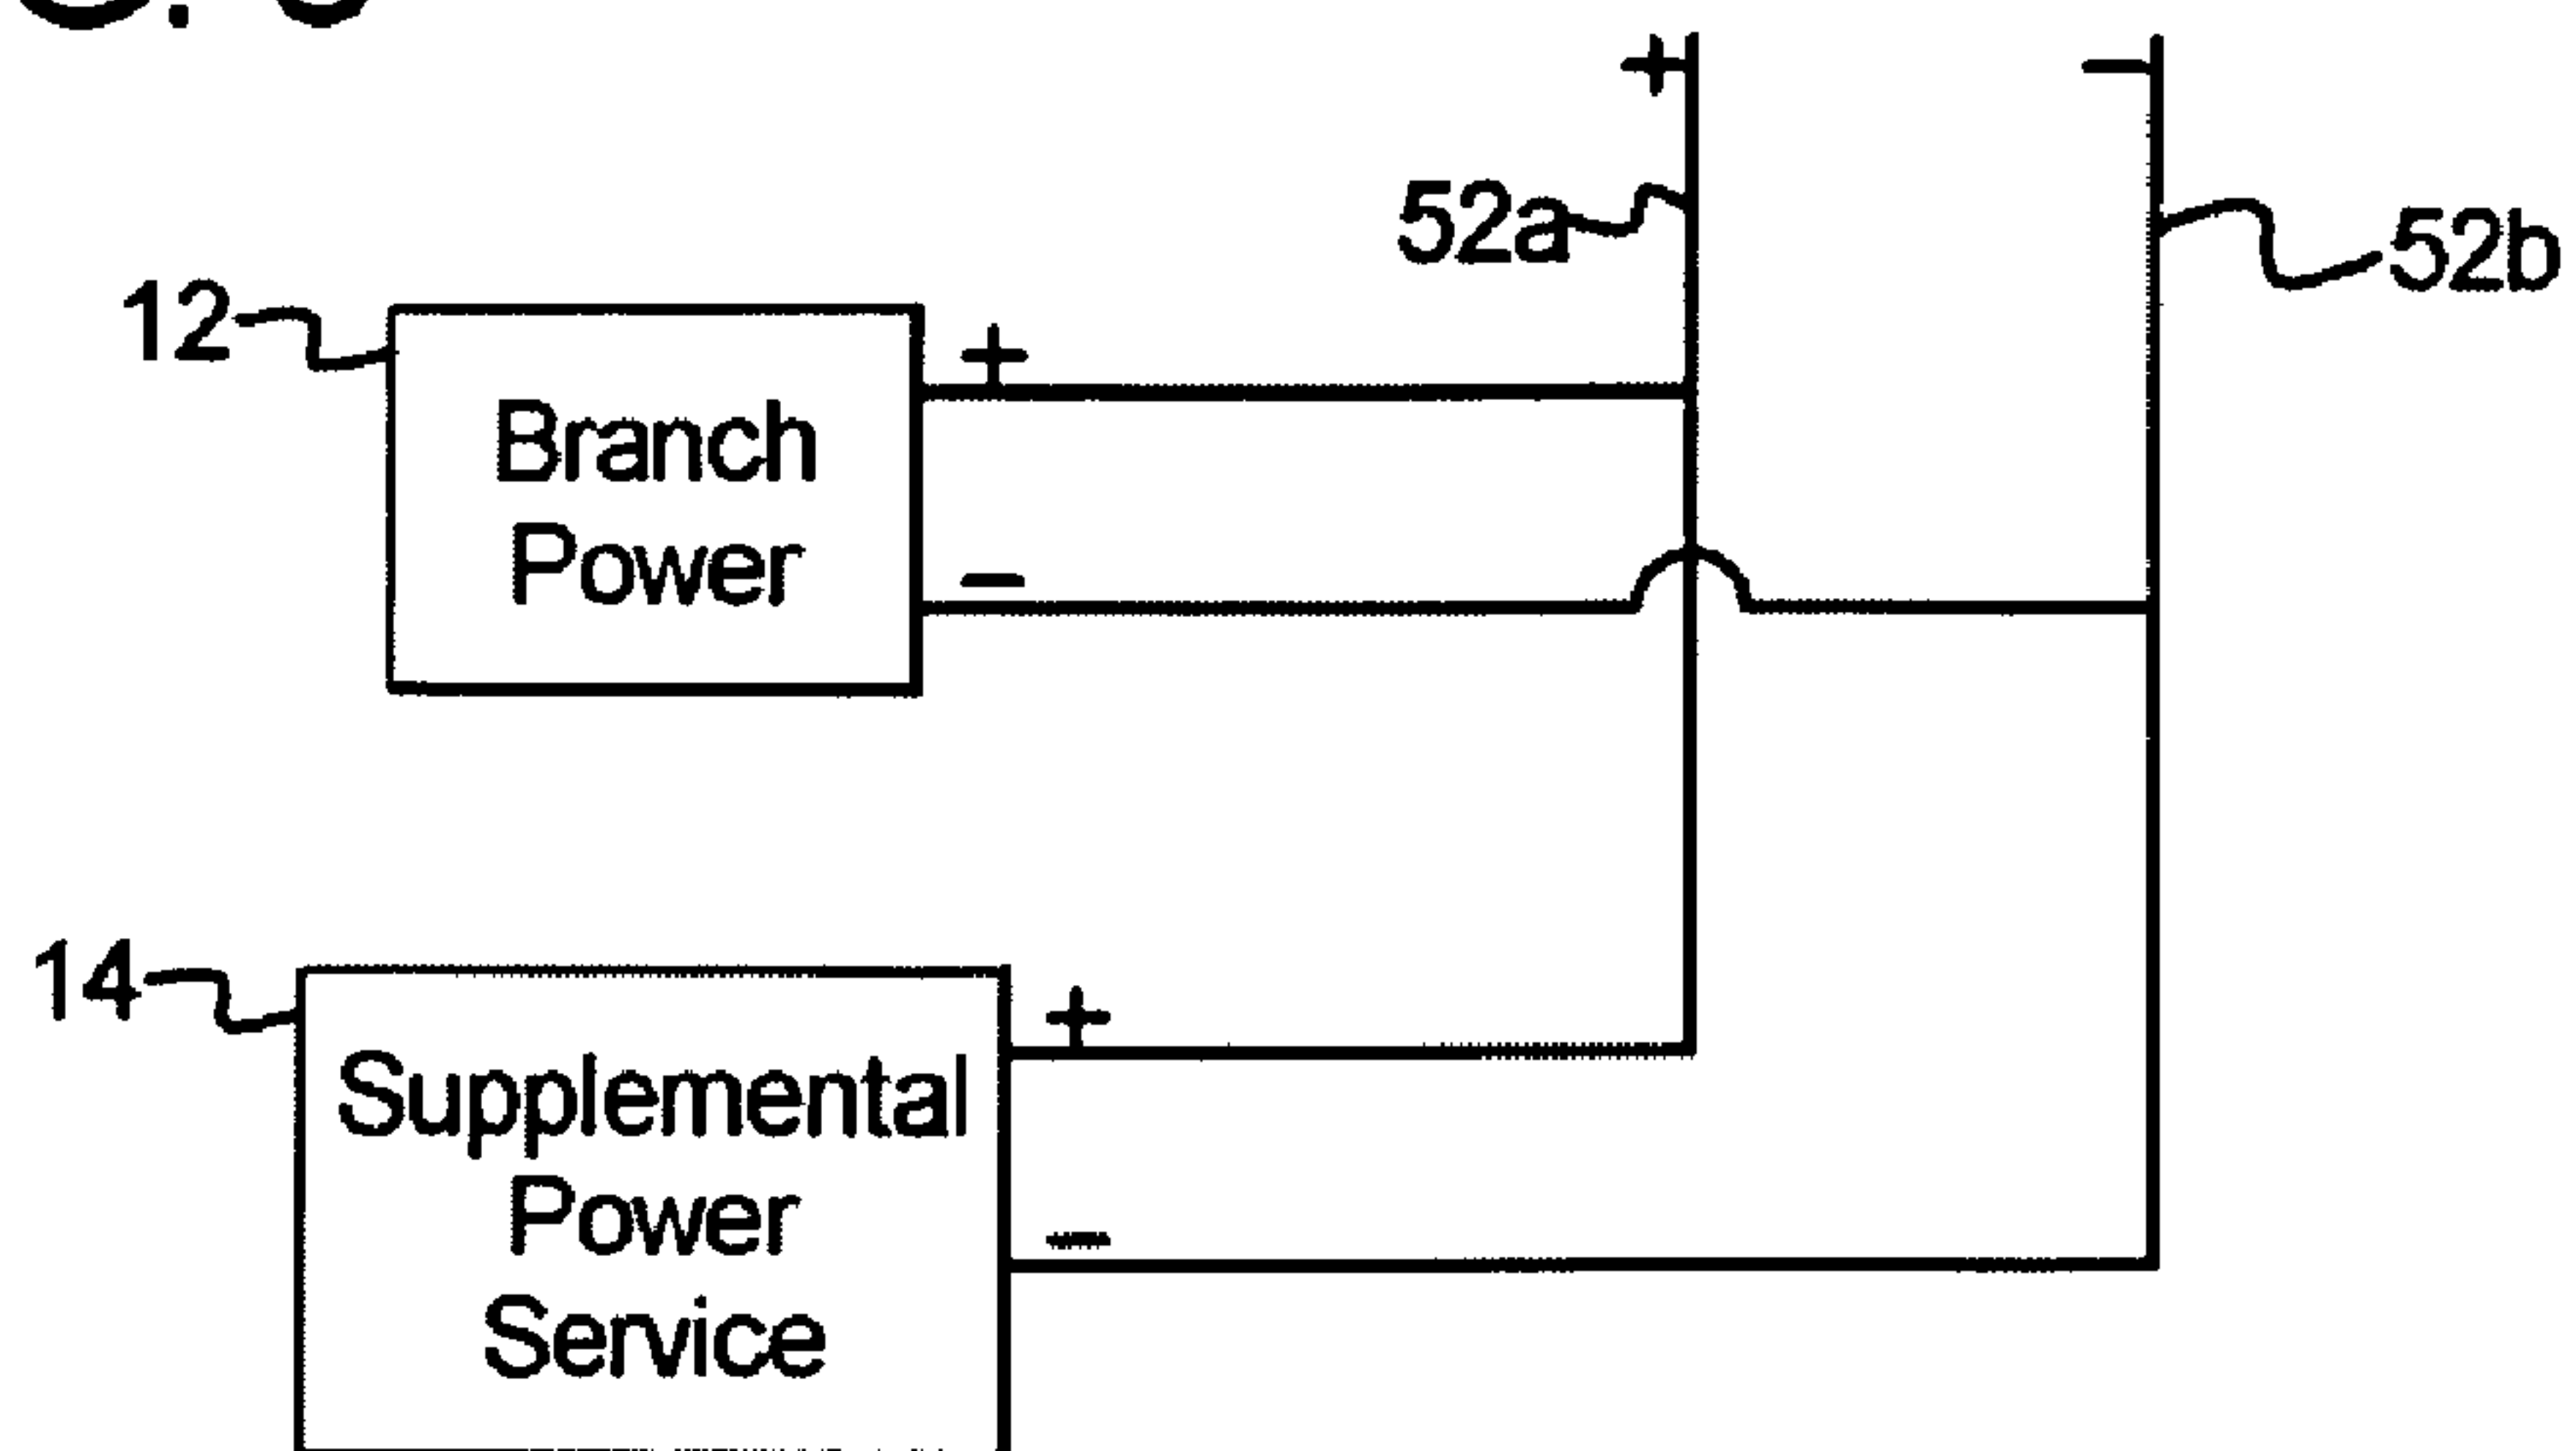 +
−
52a
52b
12
+
Branch
Power
−
14
+
Supplemental
Power
Service
−